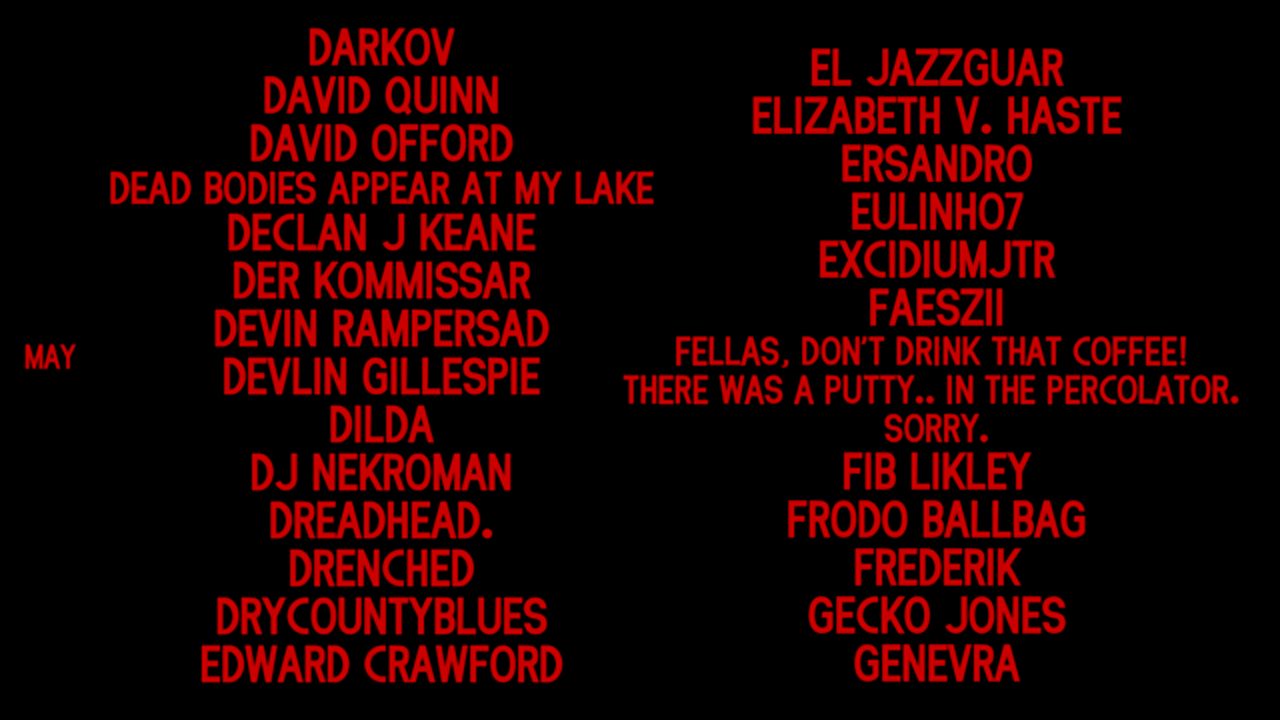 MAY
DARKOV
DAVID QUINN
DAVID OFFORD
DEAD BODIES APPEAR AT MY LAKE
DECLAN J KEANE
DER KOMMISSAR
DEVIN RAMPERSAD
DEVLIN GILLESPIE
DILDA
DJ NEKROMAN
DREADHEAD.
DRENCHED
DRYCOUNTYBLUES
EDWARD CRAWFORD
EL JAZZGUAR
ELIZABETH V. HASTE
ERSANDRO
EULINHO7
EXCIDIUMJTR
FAESZII
FELLAS, DON'T DRINK THAT COFFEE!
THERE WAS A PUTTY.. IN THE PERCOLATOR.
SORRY.
FIB LIKLEY
FRODO BALLBAG
FREDERIK
GECKO JONES
GENEVRA